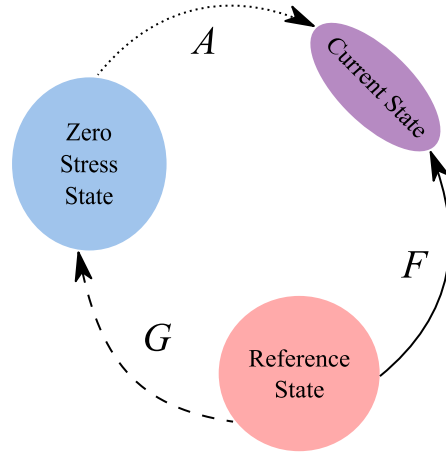 A
Current State
Zero
Stress
State
F
G
Reference
State